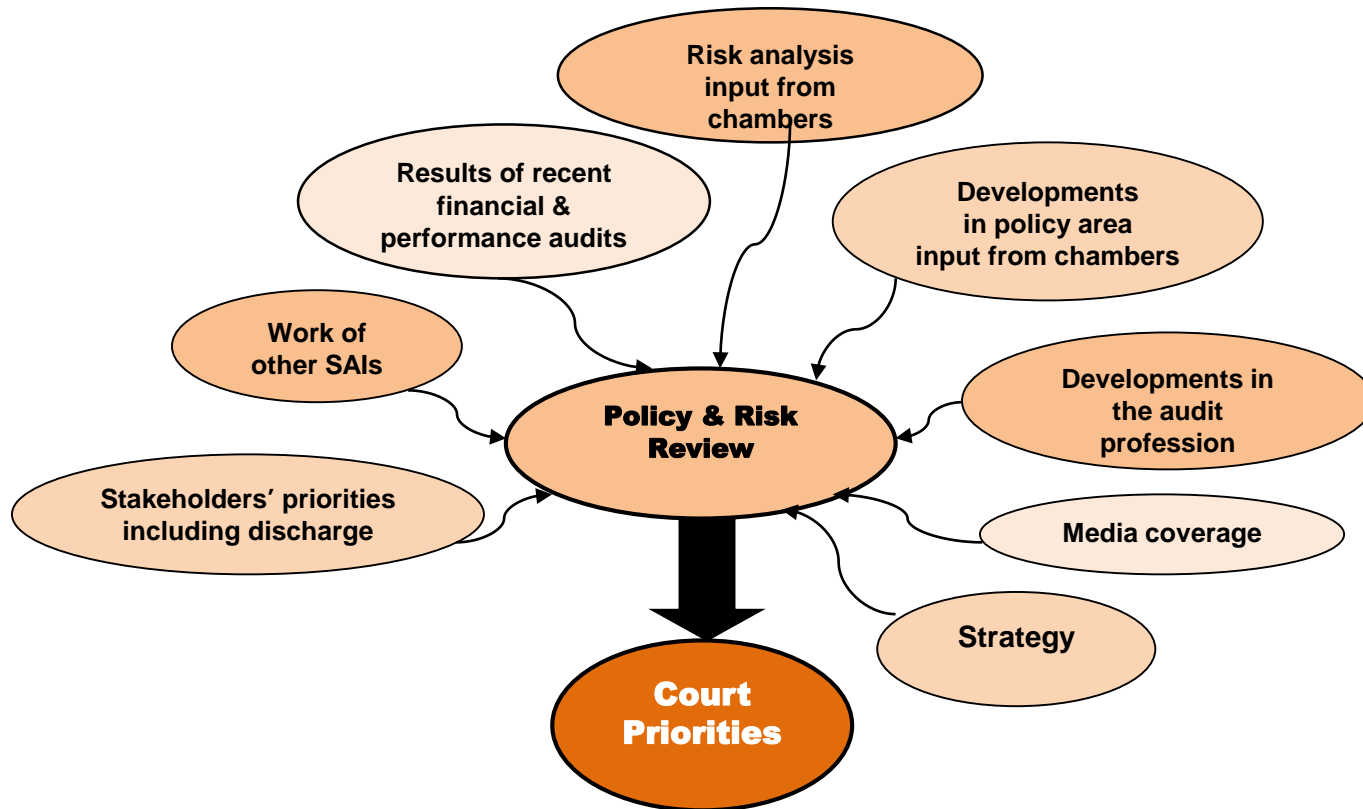 Risk analysis
input from
chambers
Results of recent
financial &
performance audits
Developments
in policy area
input from chambers
Work of
other SAIs
Developments in
the audit
profession
Policy & Risk
Review
Stakeholders’ priorities
including discharge
Media coverage
Strategy
Court
Priorities